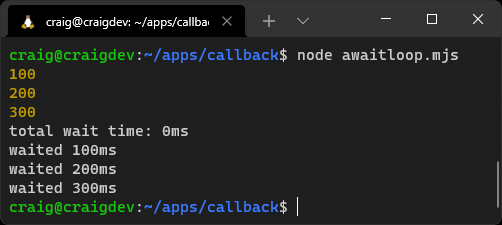 craig@craigdev: ~/apps/callba
craig@craigdev:~/apps/callback$ node awaitloop.mjs
100
200
300
total wait time: 0ms
waited 100ms
waited 200ms
waited 300ms
craig@craigdev:~/apps/callback$